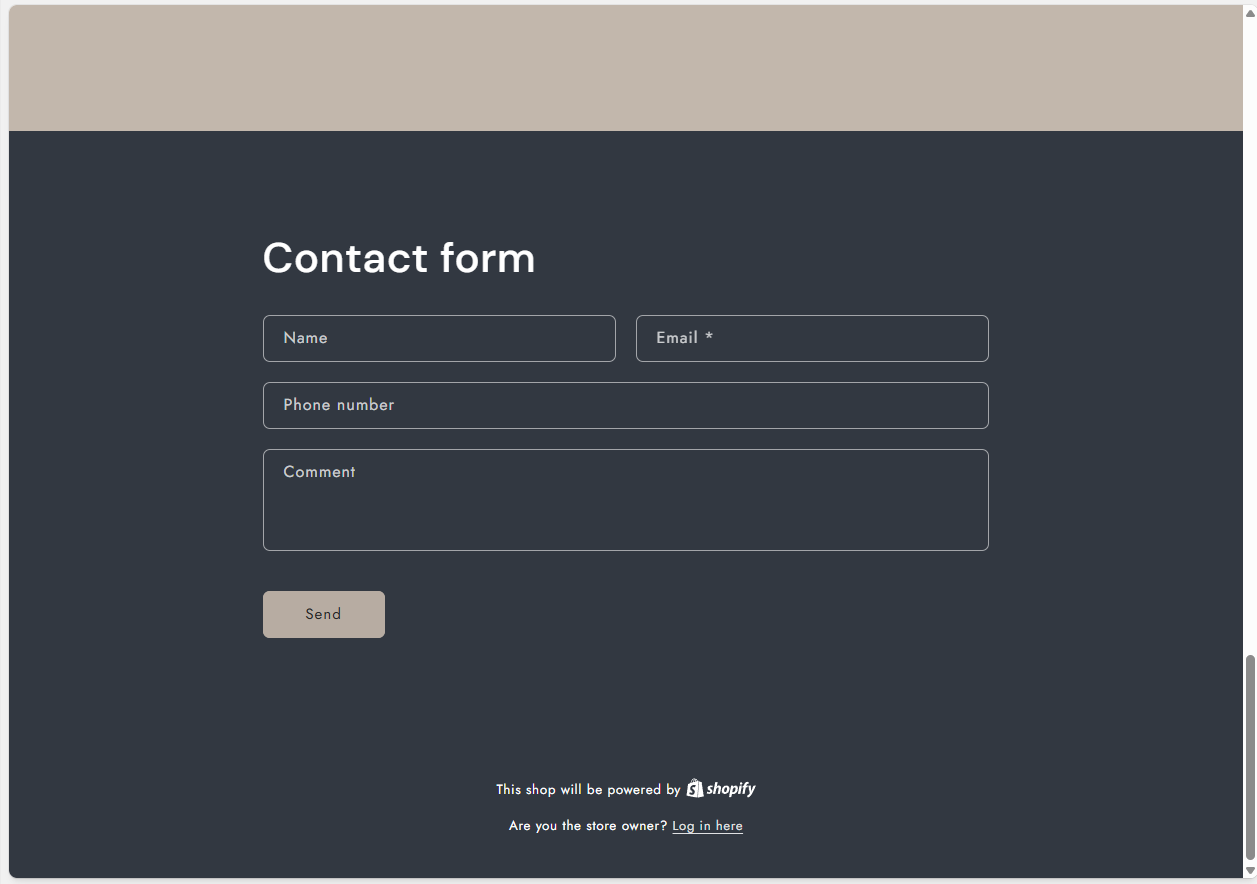 Contact form
Name
Email *
Phone number
Comment
Send
This shop will be powered by shopify
Are you the store owner? Log in here